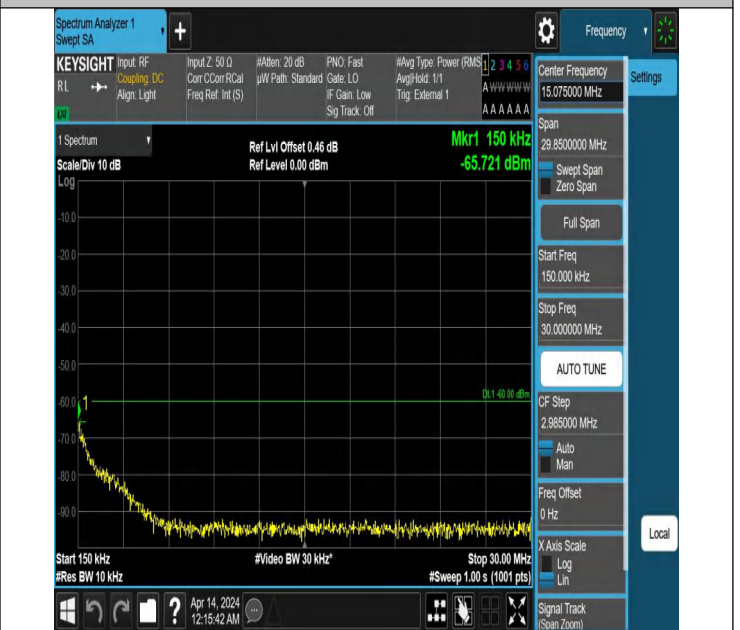 Spectrum Analyzer 1
Swept SA
+
Frequency
KEYSIGHT
RL
LXI
Input: RF
Coupling: DC
Align: Light
Input Z: 50 Ω
Corr CCorr RCal
Freq Ref: Int (S)
#Atten: 20 dB
µW Path: Standard
PNO: Fast
Gate: LO
IF Gain: Low
Sig Track: Off
#Avg Type: Power (RMS
Avg|Hold: 1/1
Trig: External 1
1 2 3 4 5 6
A W W W W W
A A A A A A
1 Spectrum
Scale/Div 10 dB
Log
Ref Lvl Offset 0.46 dB
Ref Level 0.00 dBm
Mkr1 150 kHz
-65.721 dBm
-10.0
-20.0
-30.0
-40.0
-50.0
DL1 -60.00 dBm
-60.0
1
-70.0
-80.0
-90.0
Start 150 kHz
#Res BW 10 kHz
#Video BW 30 kHz*
Stop 30.00 MHz
#Sweep 1.00 s (1001 pts)
Center Frequency
15.075000 MHz
Settings
Span
29.8500000 MHz
Swept Span
Zero Span
Full Span
Start Freq
150.000 kHz
Stop Freq
30.000000 MHz
AUTO TUNE
CF Step
2.985000 MHz
Auto
Man
Freq Offset
0 Hz
X Axis Scale
Log
Lin
Local
Signal Track
(Span Zoom)
?
Apr 14, 2024
12:15:42 AM